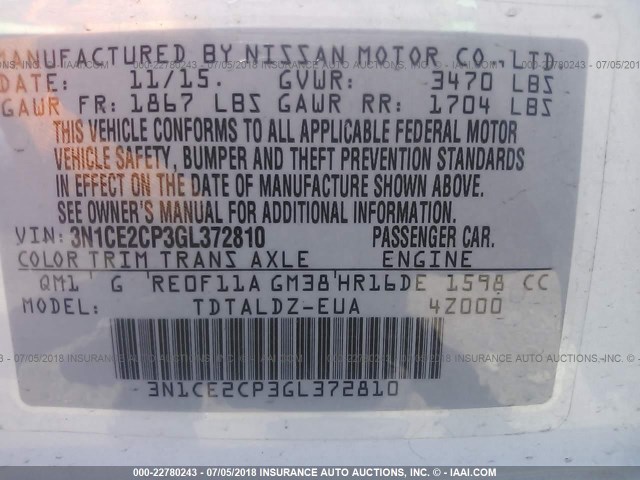 MANUFACTURED BY NISSAN MOTOR CO.,LTD.
DATE: 11/15. GVWR: 3470 LBS
GAWR FR: 1867 LBS GAWR RR: 1704 LBS
THIS VEHICLE CONFORMS TO ALL APPLICABLE FEDERAL MOTOR
VEHICLE SAFETY, BUMPER AND THEFT PREVENTION STANDARDS
IN EFFECT ON THE DATE OF MANUFACTURE SHOWN ABOVE.
SEE OWNER'S MANUAL FOR ADDITIONAL INFORMATION.
VIN: 3N1CE2CP3GL372810 PASSENGER CAR.
COLOR TRIM TRANS AXLE ENGINE
QM1 G RE0F11A GM38 HR16DE 1598 CC
MODEL: TDTALDZ-EUA 4Z000
3N1CE2CP3GL372810
000-22780243 - 07/05/2018 INSURANCE AUTO AUCTIONS, INC. - © - IAAI.COM